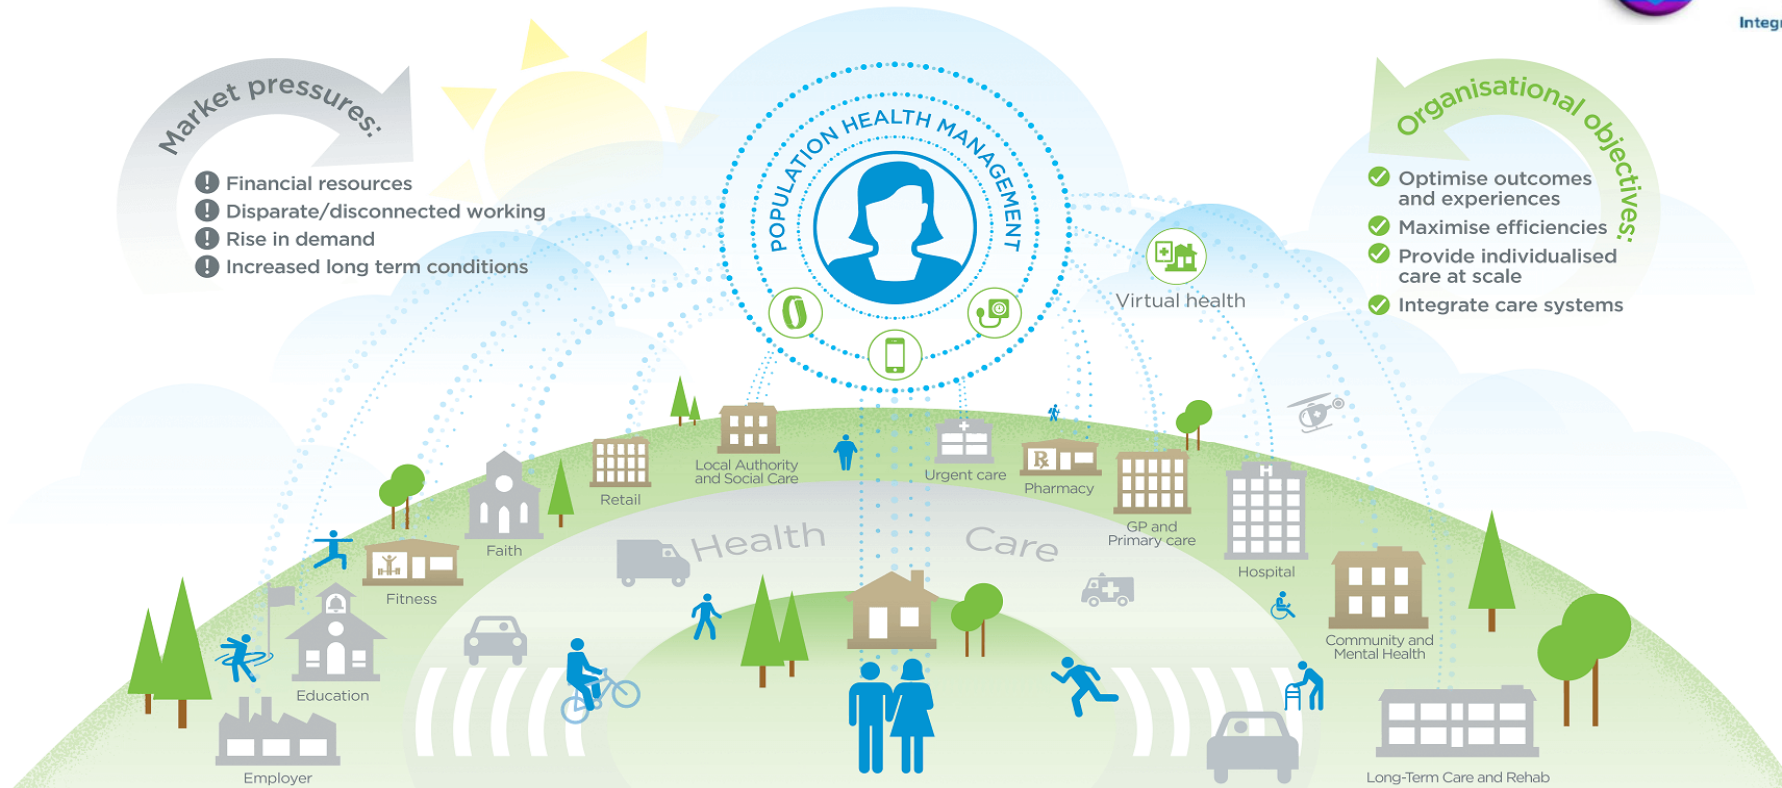 Integ
Market pressures:
Financial resources
Disparate/disconnected working
Rise in demand
Increased long term conditions
POPULATION HEALTH MANAGEMENT
Organisational objectives:
Optimise outcomes
and experiences
Maximise efficiencies
Provide individualised
care at scale
Integrate care systems
Virtual health
Local Authority
and Social Care
Urgent care
Rx
Pharmacy
Retail
GP and
Primary care
H
Hospital
Faith
Health Care
Fitness
Education
Community and
Mental Health
Employer
Long-Term Care and Rehab